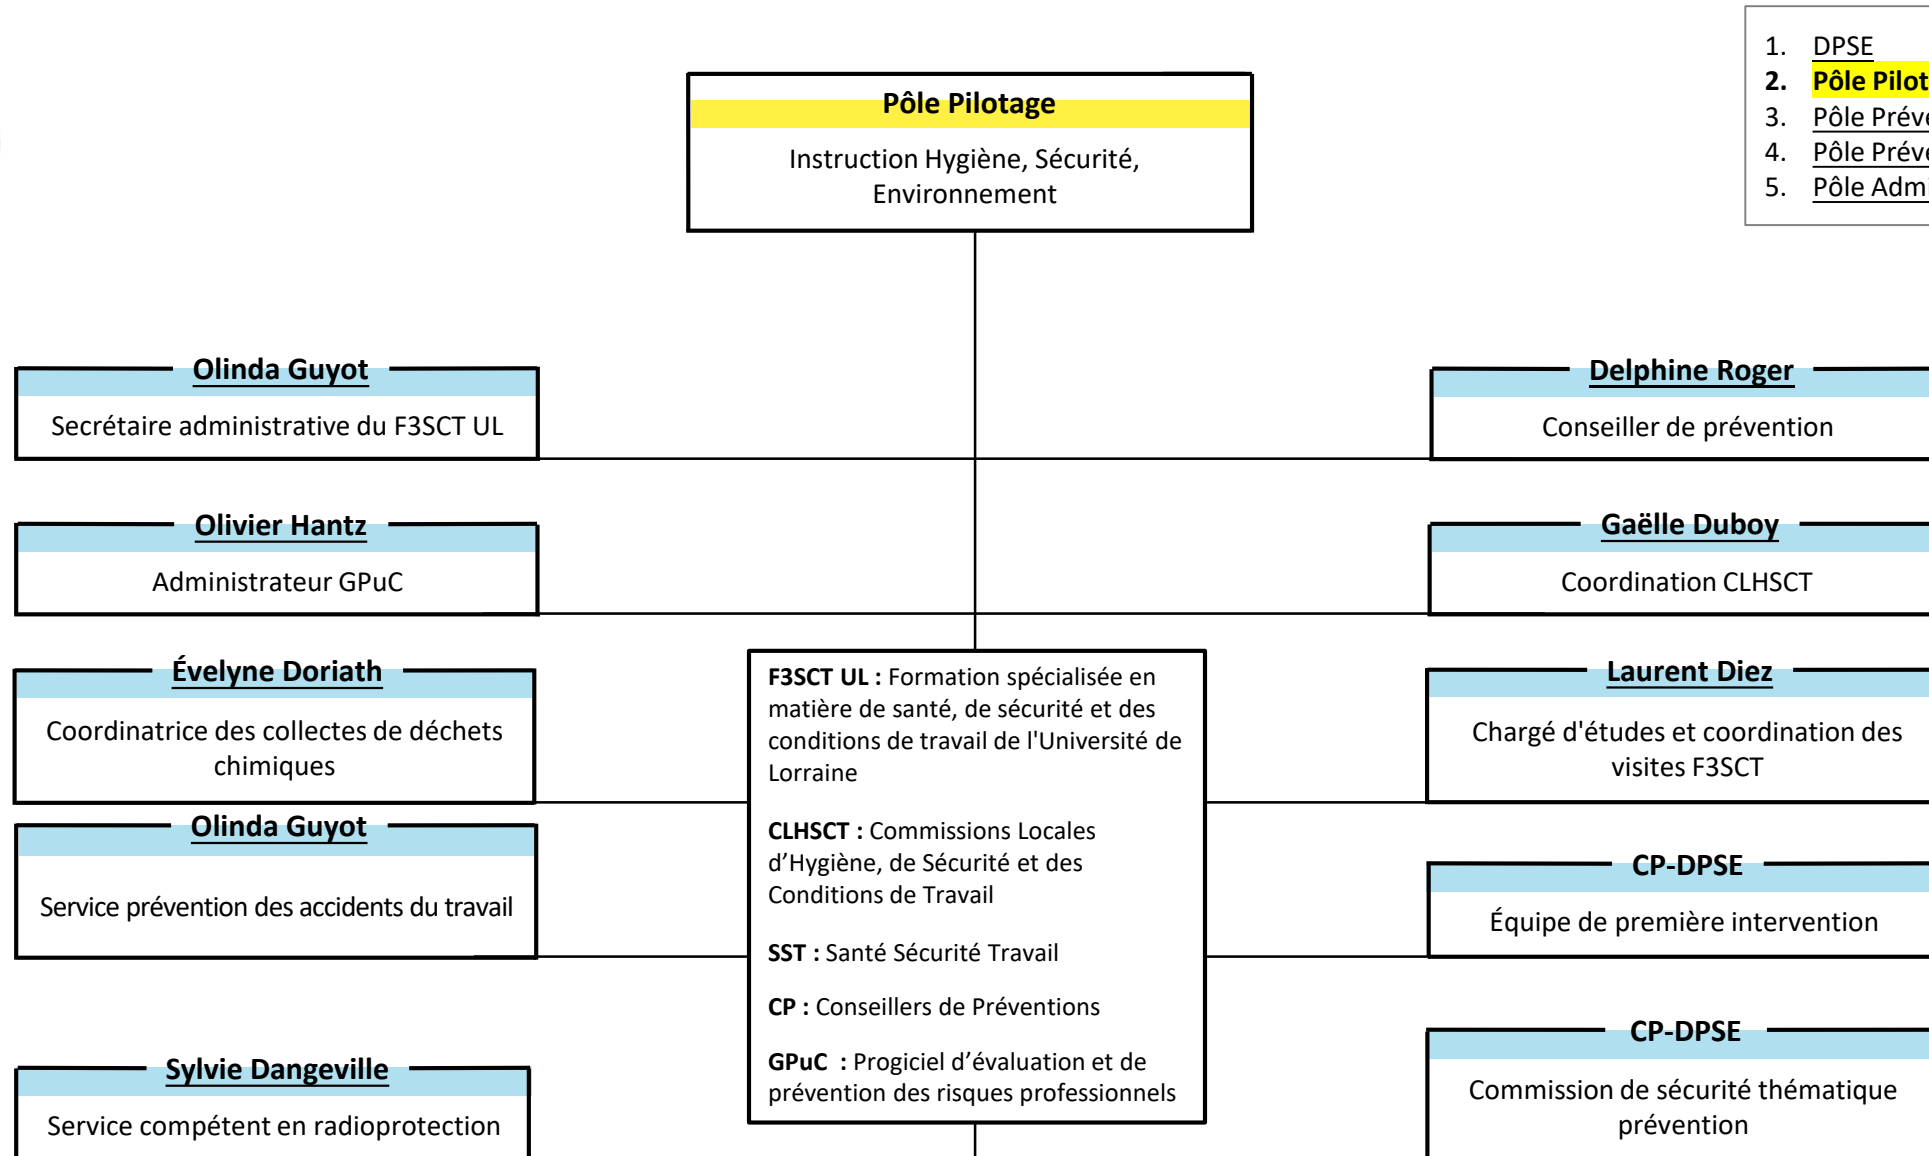 1. DPSE
2. Pôle Pilot
3. Pôle Prév
4. Pôle Prév
5. Pôle Adm
Pôle Pilotage
Instruction Hygiène, Sécurité,
Environnement
Olinda Guyot
Secrétaire administrative du F3SCT UL
Delphine Roger
Conseiller de prévention
Olivier Hantz
Administrateur GPuC
Gaëlle Duboy
Coordination CLHSCT
Évelyne Doriath
Coordinatrice des collectes de déchets
chimiques
Laurent Diez
Chargé d'études et coordination des
visites F3SCT
Olinda Guyot
Service prévention des accidents du travail
CP-DPSE
Équipe de première intervention
Sylvie Dangeville
Service compétent en radioprotection
CP-DPSE
Commission de sécurité thématique
prévention
F3SCT UL : Formation spécialisée en
matière de santé, de sécurité et des
conditions de travail de l'Université de
Lorraine
CLHSCT : Commissions Locales
d’Hygiène, de Sécurité et des
Conditions de Travail
SST : Santé Sécurité Travail
CP : Conseillers de Préventions
GPuC : Progiciel d’évaluation et de
prévention des risques professionnels